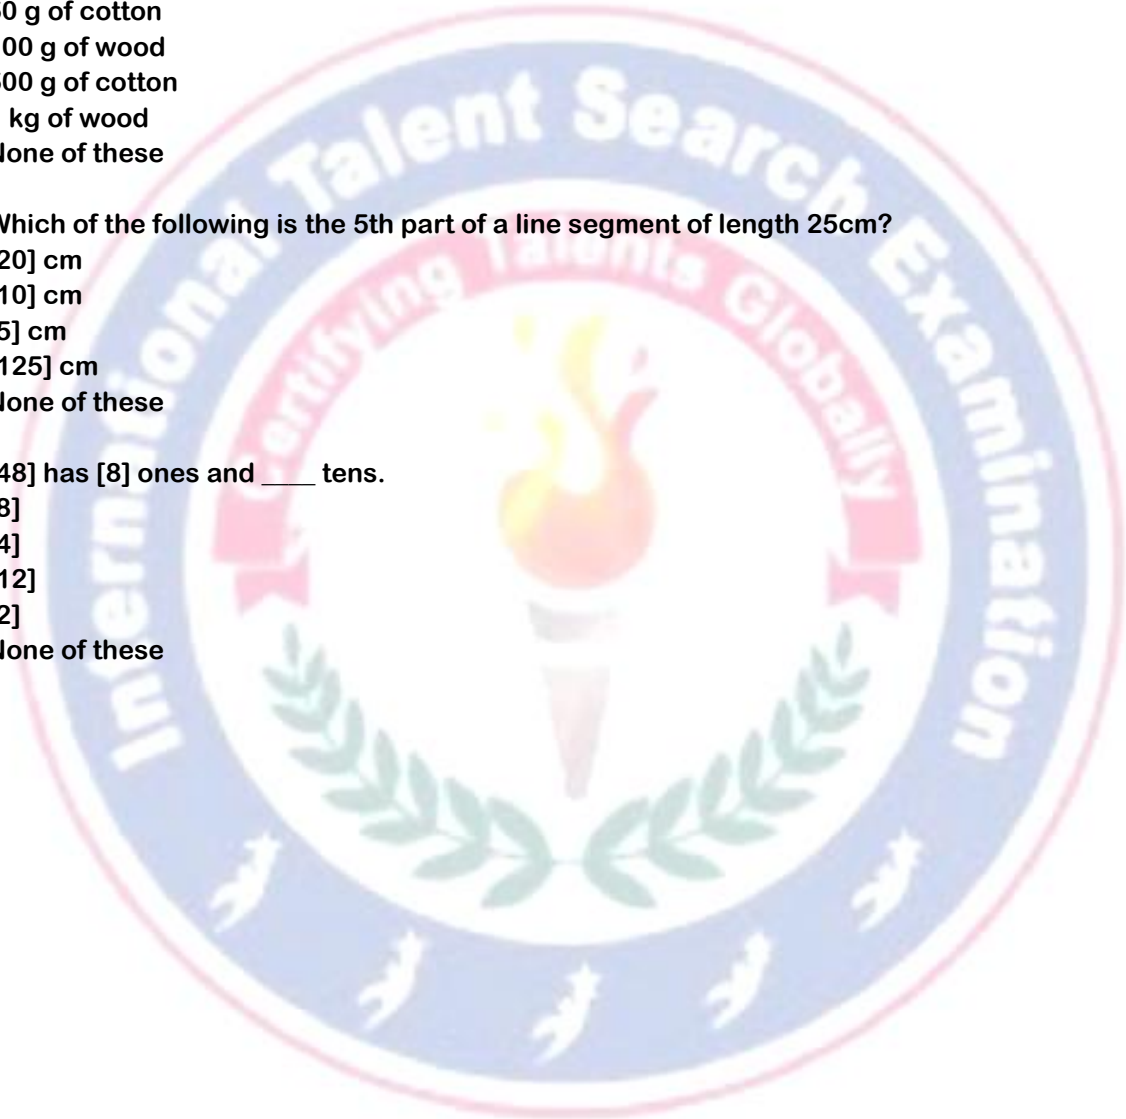 0 g of cotton
00 g of wood
00 g of cotton
kg of wood
None of these
Which of the following is the 5th part of a line segment of length 25cm?
20] cm
10] cm
5] cm
125] cm
None of these
48] has [8] ones and ____ tens.
8]
4]
12]
2]
None of these
International Talent Search Examination
Certifying Talents Globally